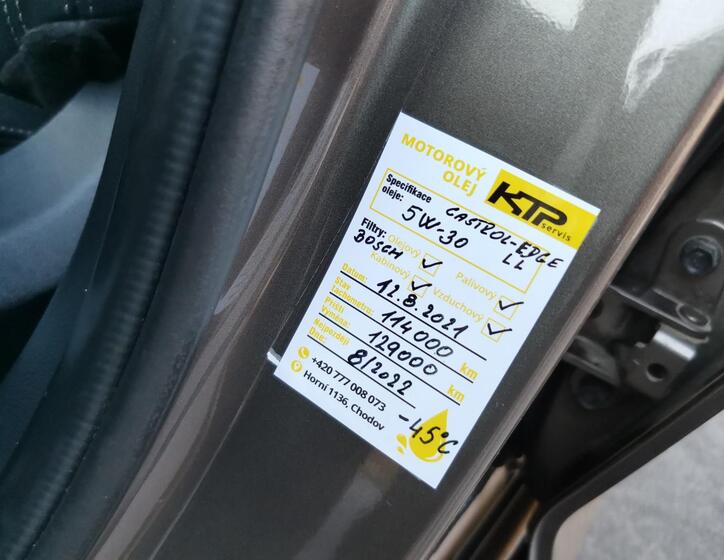 MOTOROVÝ
OLEJ
KTP
servis
Specifikace
oleje:
CASTROL-EDGE
5W-30 LL
Filtry:
BOSCH
Olejový ✓ Palivový ✓
Kabinový ✓ Vzduchový ✓
Datum: 12.8.2021
Stav
tachometru: 114000 km
Příští
Výměna: 129000 km
Nejpozději
Dne: 8/2022
+420 777 008 073
Horní 1136, Chodov
-45°C